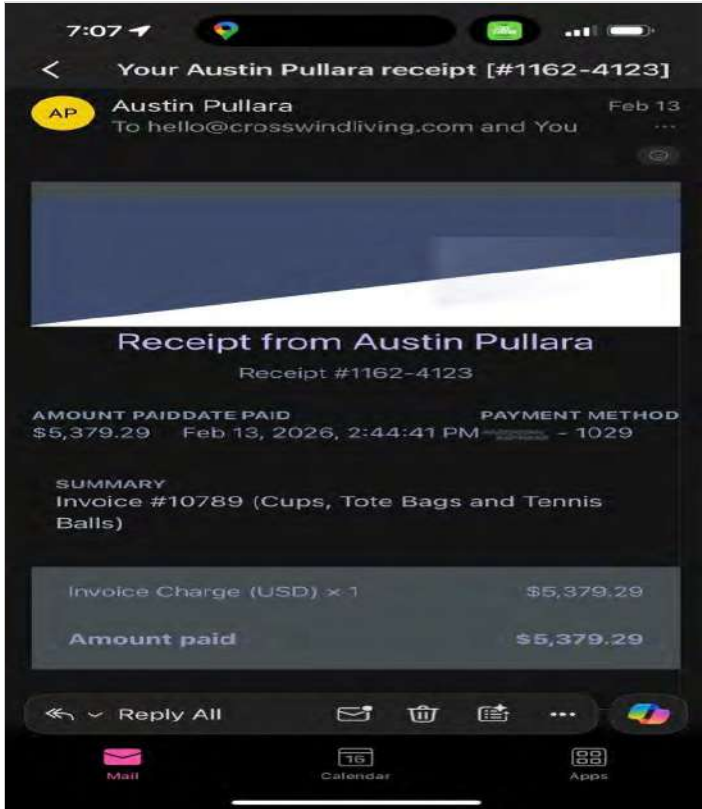 7:07
Your Austin Pullara receipt [#1162-4123]
AP
Austin Pullara
Feb 13
To hello@crosswindliving.com and You
Receipt from Austin Pullara
Receipt #1162-4123
AMOUNT PAID DATE PAID PAYMENT METHOD
$5,379.29 Feb 13, 2026, 2:44:41 PM - 1029
SUMMARY
Invoice #10789 (Cups, Tote Bags and Tennis
Balls)
Invoice Charge (USD) × 1 $5,379.29
Amount paid $5,379.29
Reply All
Mail
16
Calendar
Apps